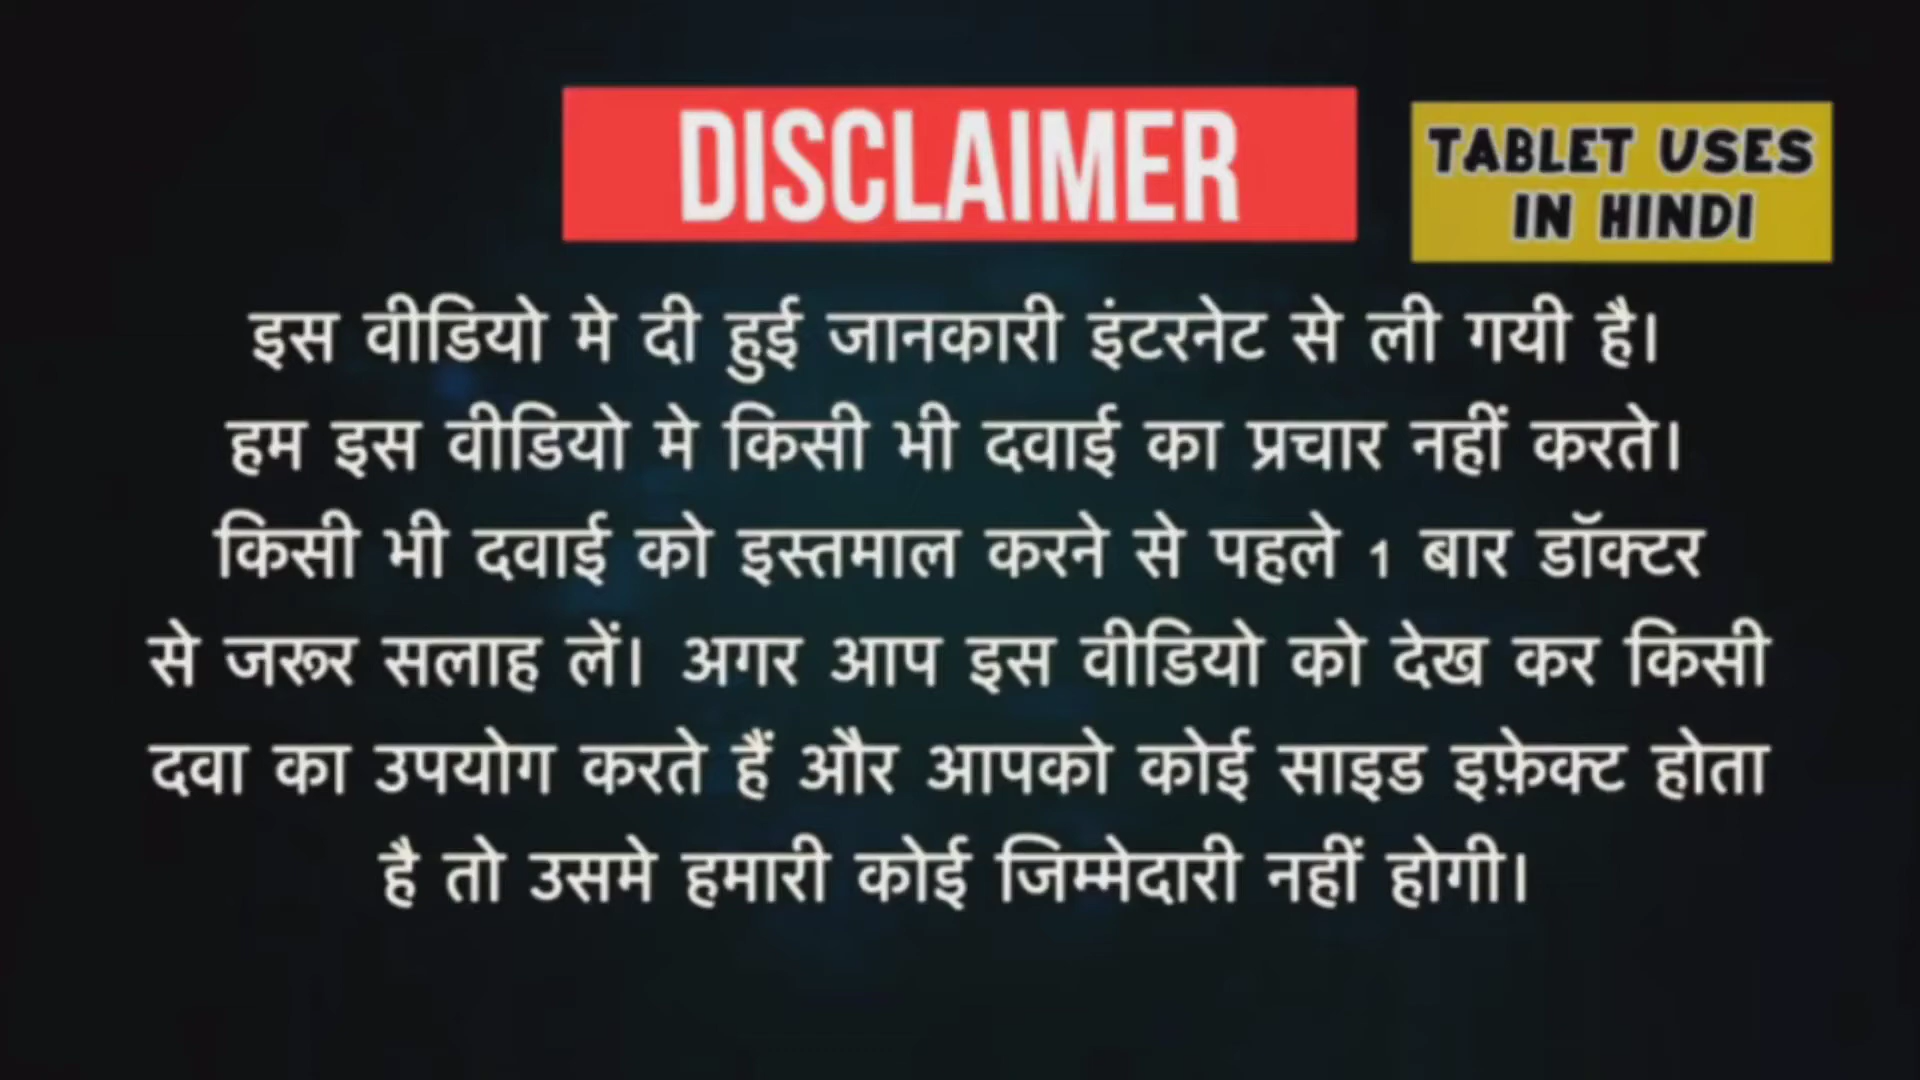 DISCLAIMER
TABLET USES
IN HINDI
इस वीडियो मे दी हुई जानकारी इंटरनेट से ली गयी है।
हम इस वीडियो मे किसी भी दवाई का प्रचार नहीं करते।
किसी भी दवाई को इस्तमाल करने से पहले 1 बार डॉक्टर
से जरूर सलाह लें। अगर आप इस वीडियो को देख कर किसी
दवा का उपयोग करते हैं और आपको कोई साइड इफ़ेक्ट होता
है तो उसमे हमारी कोई जिम्मेदारी नहीं होगी।